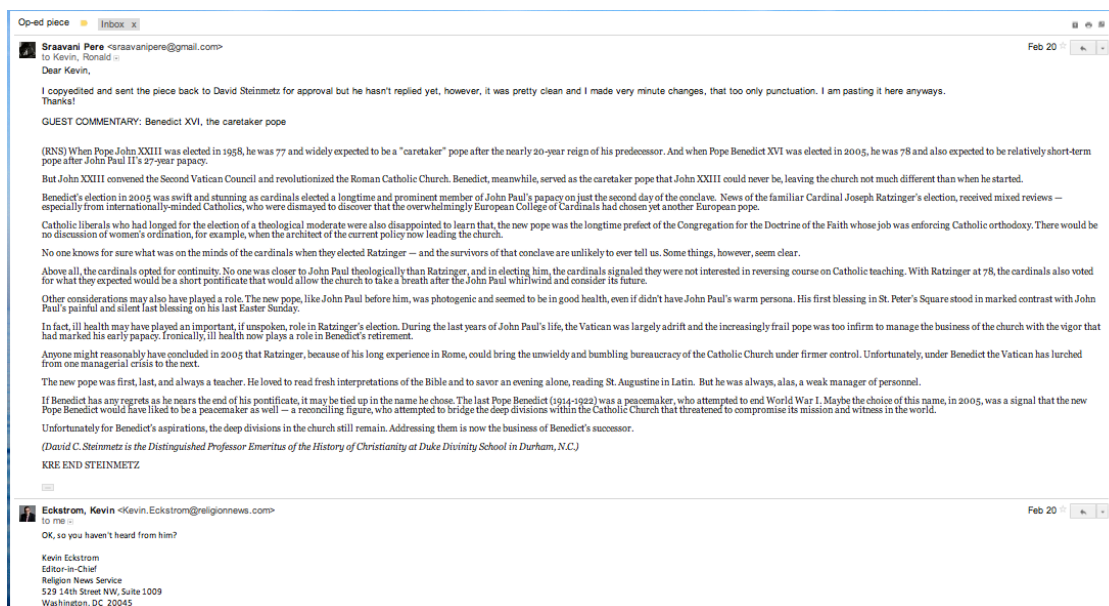 Op-ed piece Inbox x
Sraavani Pere <sraavanipere@gmail.com> Feb 20
to Kevin, Ronald
Dear Kevin,
I copyedited and sent the piece back to David Steinmetz for approval but he hasn't replied yet, however, it was pretty clean and I made very minute changes, that too only punctuation. I am pasting it here anyways.
Thanks!
GUEST COMMENTARY: Benedict XVI, the caretaker pope
(RNS) When Pope John XXIII was elected in 1958, he was 77 and widely expected to be a "caretaker" pope after the nearly 20-year reign of his predecessor. And when Pope Benedict XVI was elected in 2005, he was 78 and also expected to be relatively short-term
pope after John Paul II's 27-year papacy.
But John XXIII convened the Second Vatican Council and revolutionized the Roman Catholic Church. Benedict, meanwhile, served as the caretaker pope that John XXIII could never be, leaving the church not much different than when he started.
Benedict's election in 2005 was swift and stunning as cardinals elected a longtime and prominent member of John Paul's papacy on just the second day of the conclave. News of the familiar Cardinal Joseph Ratzinger's election, received mixed reviews —
especially from internationally-minded Catholics, who were dismayed to discover that the overwhelmingly European College of Cardinals had chosen yet another European pope.
Catholic liberals who had longed for the election of a theological moderate were also disappointed to learn that, the new pope was the longtime prefect of the Congregation for the Doctrine of the Faith whose job was enforcing Catholic orthodoxy. There would be
no discussion of women's ordination, for example, when the architect of the current policy now leading the church.
No one knows for sure what was on the minds of the cardinals when they elected Ratzinger — and the survivors of that conclave are unlikely to ever tell us. Some things, however, seem clear.
Above all, the cardinals opted for continuity. No one was closer to John Paul theologically than Ratzinger, and in electing him, the cardinals signaled they were not interested in reversing course on Catholic teaching. With Ratzinger at 78, the cardinals also voted
for what they expected would be a short pontificate that would allow the church to take a breath after the John Paul whirlwind and consider its future.
Other considerations may also have played a role. The new pope, like John Paul before him, was photogenic and seemed to be in good health, even if didn't have John Paul's warm persona. His first blessing in St. Peter's Square stood in marked contrast with John
Paul's painful and silent last blessing on his last Easter Sunday.
In fact, ill health may have played an important, if unspoken, role in Ratzinger's election. During the last years of John Paul's life, the Vatican was largely adrift and the increasingly frail pope was too infirm to manage the business of the church with the vigor that
had marked his early papacy. Ironically, ill health now plays a role in Benedict's retirement.
Anyone might reasonably have concluded in 2005 that Ratzinger, because of his long experience in Rome, could bring the unwieldy and bumbling bureaucracy of the Catholic Church under firmer control. Unfortunately, under Benedict the Vatican has lurched
from one managerial crisis to the next.
The new pope was first, last, and always a teacher. He loved to read fresh interpretations of the Bible and to savor an evening alone, reading St. Augustine in Latin. But he was always, alas, a weak manager of personnel.
If Benedict has any regrets as he nears the end of his pontificate, it may be tied up in the name he chose. The last Pope Benedict (1914-1922) was a peacemaker, who attempted to end World War I. Maybe the choice of this name, in 2005, was a signal that the new
Pope Benedict would have liked to be a peacemaker as well — a reconciling figure, who attempted to bridge the deep divisions within the Catholic Church that threatened to compromise its mission and witness in the world.
Unfortunately for Benedict's aspirations, the deep divisions in the church still remain. Addressing them is now the business of Benedict's successor.
(David C. Steinmetz is the Distinguished Professor Emeritus of the History of Christianity at Duke Divinity School in Durham, N.C.)
KRE END STEINMETZ
Eckstrom, Kevin <Kevin.Eckstrom@religionnews.com> Feb 20
to me
OK, so you haven't heard from him?
Kevin Eckstrom
Editor-in-Chief
Religion News Service
529 14th Street NW, Suite 1009
Washington, DC 20045